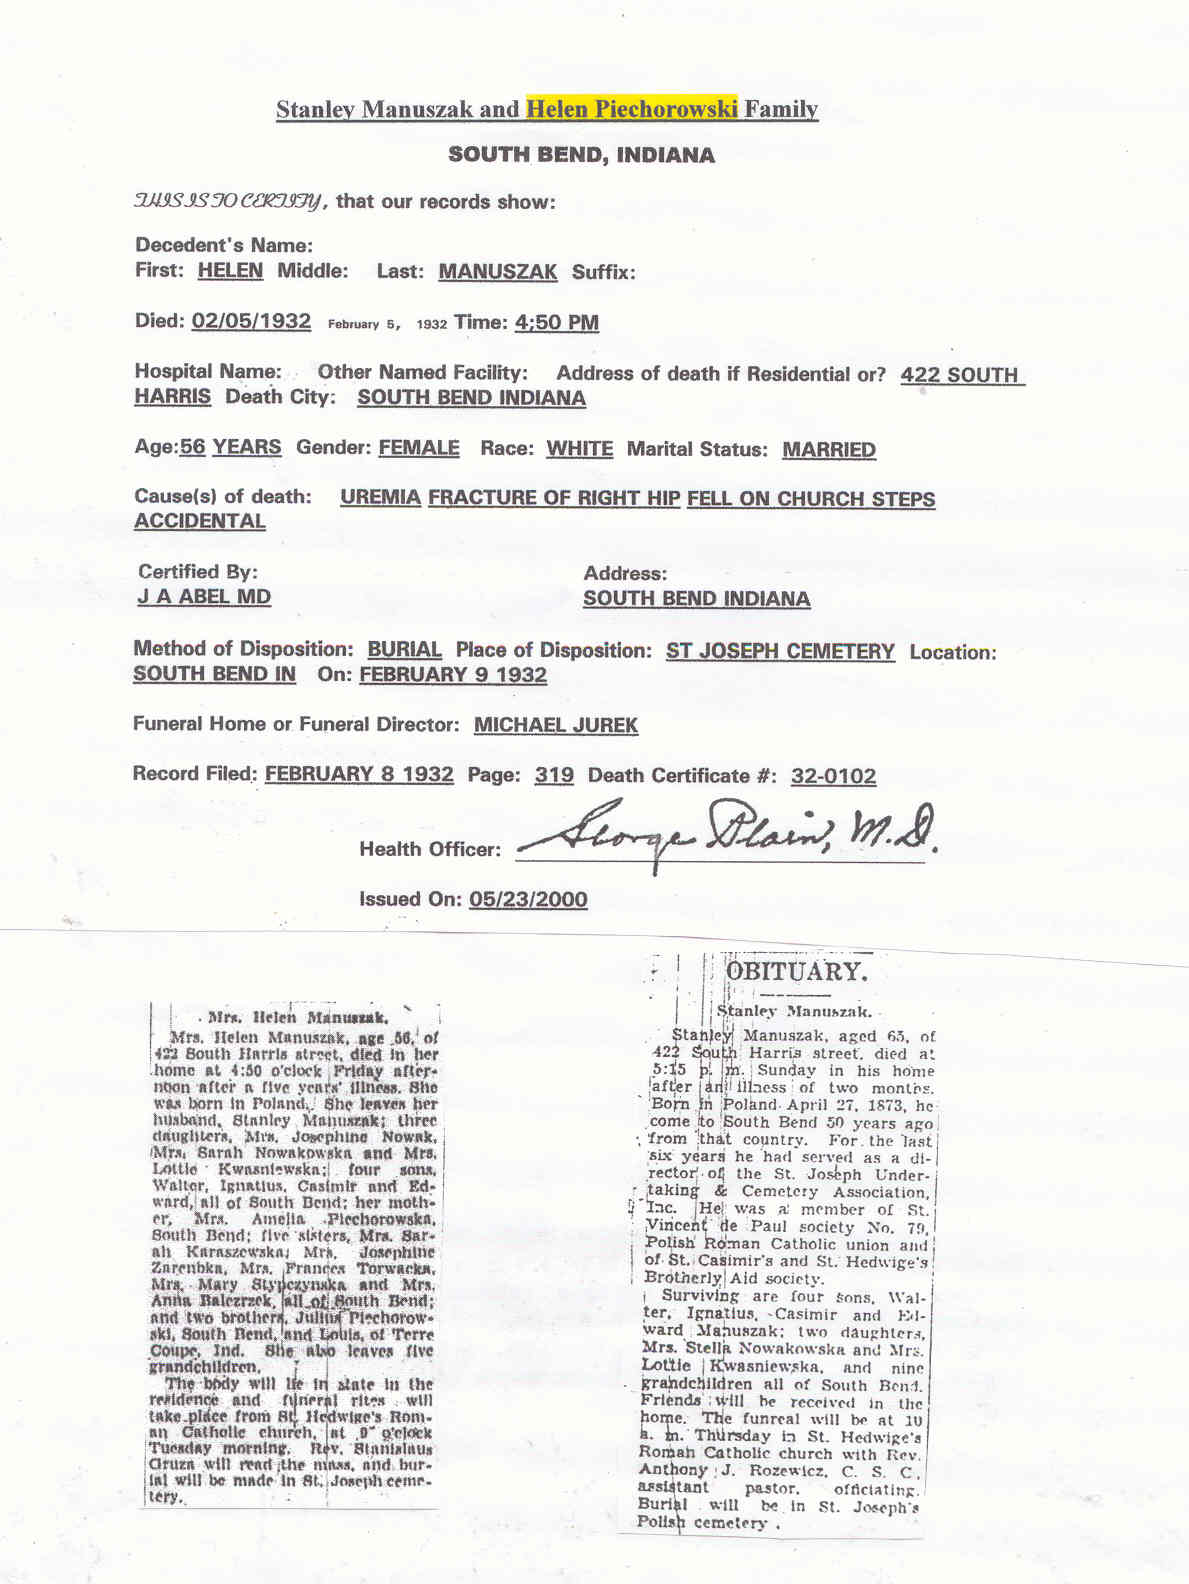 Stanley Manuszak and Helen Piechorowski Family
SOUTH BEND, INDIANA
THIS IS TO CERTIFY, that our records show:
Decedent's Name:
First: HELEN Middle: Last: MANUSZAK Suffix:
Died: 02/05/1932 February 5, 1932 Time: 4:50 PM
Hospital Name: Other Named Facility: Address of death if Residential or? 422 SOUTH
HARRIS Death City: SOUTH BEND INDIANA
Age:56 YEARS Gender: FEMALE Race: WHITE Marital Status: MARRIED
Cause(s) of death: UREMIA FRACTURE OF RIGHT HIP FELL ON CHURCH STEPS
ACCIDENTAL
Certified By: Address:
J A ABEL MD SOUTH BEND INDIANA
Method of Disposition: BURIAL Place of Disposition: ST JOSEPH CEMETERY Location:
SOUTH BEND IN On: FEBRUARY 9 1932
Funeral Home or Funeral Director: MICHAEL JUREK
Record Filed: FEBRUARY 8 1932 Page: 319 Death Certificate #: 32-0102
Health Officer: George Plain, M.D.
Issued On: 05/23/2000
Mrs. Helen Manuszak.
Mrs. Helen Manuszak, age 56, of
422 South Harris street, died in her
home at 4:50 o'clock Friday after-
noon after a five years' illness. She
was born in Poland. She leaves her
husband, Stanley Manuszak; three
daughters, Mrs. Josephine Nowak,
Mrs. Sarah Nowakowska and Mrs.
Lottie Kwasniewska; four sons,
Walter, Ignatius, Casimir and Ed-
ward, all of South Bend; her moth-
er, Mrs. Amelia Piechorowska,
South Bend; five sisters, Mrs. Sar-
ah Karaszewska; Mrs. Josephine
Zarenbka, Mrs. Frances Torwacka,
Mrs. Mary Stypczynska and Mrs.
Anna Balczrzek, all of South Bend;
and two brothers, Julius Piechorow-
ski, South Bend, and Louis, of Terre
Coupe, Ind. She also leaves five
grandchildren.
The body will lie in state in the
residence and funeral rites will
take place from St. Hedwige's Rom-
an Catholic church, at 9 o'clock
Tuesday morning. Rev. Stanislaus
Gruza will read the mass, and bur-
ial will be made in St. Joseph ceme-
tery.
OBITUARY.
Stanley Manuszak.
Stanley Manuszak, aged 65, of
422 South Harris street, died at
5:15 p. m. Sunday in his home
after an illness of two months.
Born in Poland April 27, 1873, he
come to South Bend 50 years ago
from that country. For the last
six years he had served as a di-
rector of the St. Joseph Under-
taking & Cemetery Association,
Inc. He was a member of St.
Vincent de Paul society No. 79,
Polish Roman Catholic union and
of St. Casimir's and St. Hedwige's
Brotherly Aid society.
Surviving are four sons, Wal-
ter, Ignatius, Casimir and Ed-
ward Manuszak; two daughters,
Mrs. Stella Nowakowska and Mrs.
Lottie Kwasniewska, and nine
grandchildren all of South Bend.
Friends will be received in the
home. The funreal will be at 10
a. m. Thursday in St. Hedwige's
Roman Catholic church with Rev.
Anthony J. Rozewicz, C. S. C.,
assistant pastor, officiating.
Burial will be in St. Joseph's
Polish cemetery.